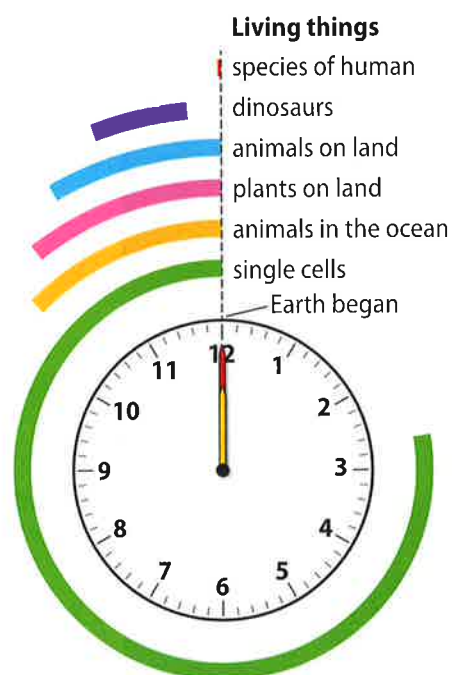 Living things
species of human
dinosaurs
animals on land
plants on land
animals in the ocean
single cells
Earth began
12
1
2
3
4
5
6
7
8
9
10
11